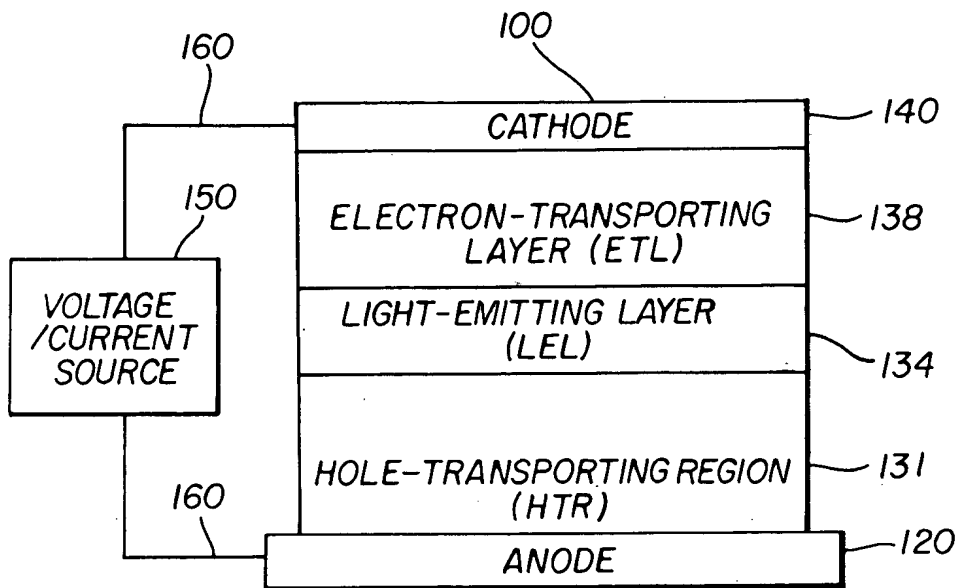 100
160
CATHODE
140
150
ELECTRON-TRANSPORTING
LAYER (ETL)
138
VOLTAGE
/CURRENT
SOURCE
LIGHT-EMITTING LAYER
(LEL)
134
HOLE-TRANSPORTING REGION
(HTR)
131
160
ANODE
120